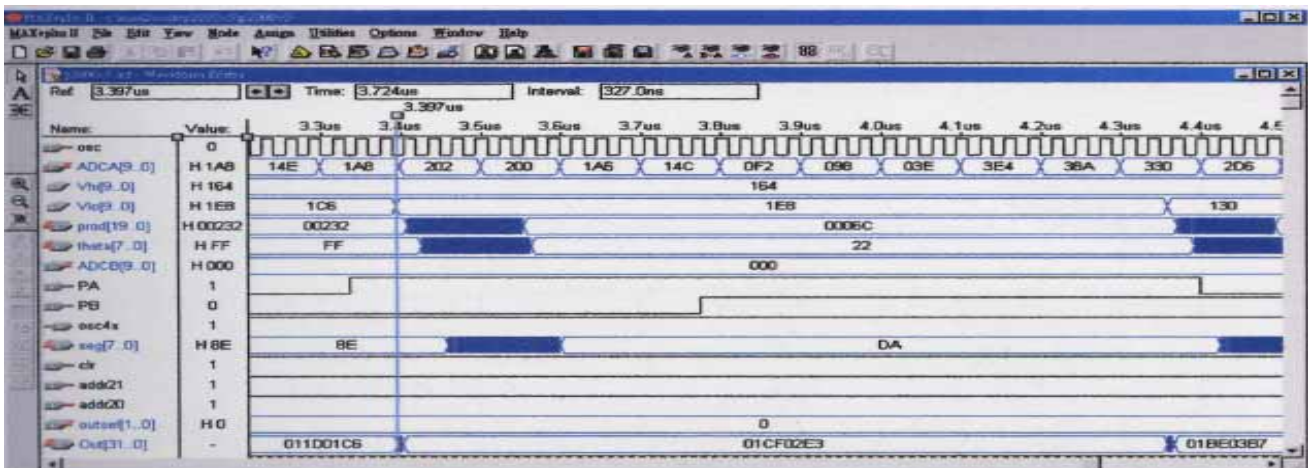 MAX+plus II File Edit View Node Assign Utilities Options Window Help
Ref: 3.397us Time: 3.724us Interval: 327.0ns
3.397us
Name: Value: 3.3us 3.4us 3.5us 3.6us 3.7us 3.8us 3.9us 4.0us 4.1us 4.2us 4.3us 4.4us 4.5
osc 0
ADCA[9..0] H 1A8 14E 1A8 202 200 1A5 14C 0F2 098 03E 3E4 38A 330 2D6
Vhi[9..0] H 164 164
Vlo[9..0] H 1E8 1C6 1E8 130
prod[19..0] H 00232 00232 0006C
theta[7..0] H FF FF 22
ADCB[9..0] H 000 000
PA 1
PB 0
osc4x 1
seg[7..0] H 8E 8E DA
clr 1
addr21 1
addr20 1
outsel[1..0] H 0 0
Out[31..0] - 011D01C6 01CF02E3 01BE03B7